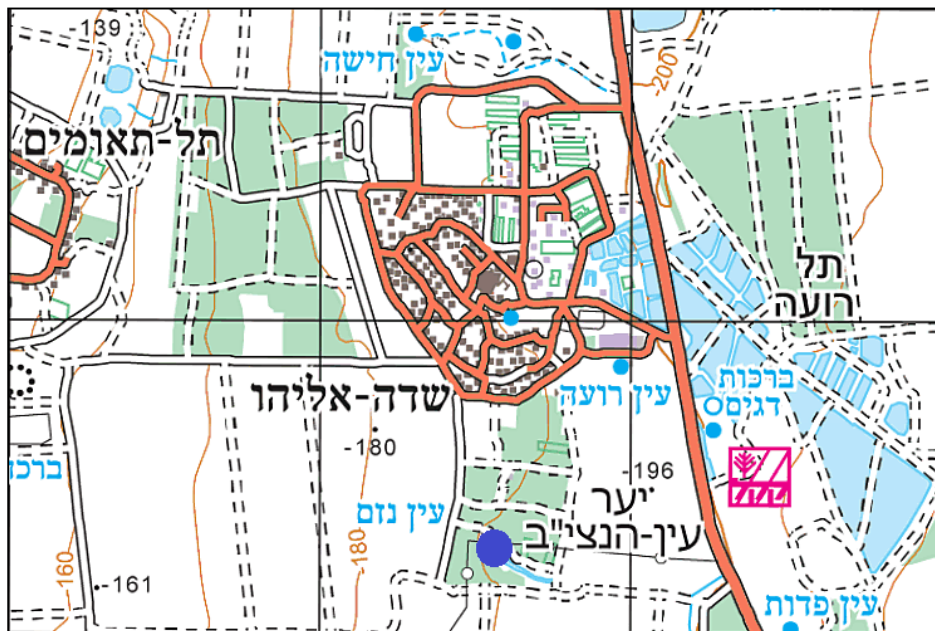 -139
עין חישה
-200
תל-תאומים
תל
רועה
שדה-אליהו
עין רועה
ברכות
דגים
-180
-196
יער
עין-הנצי"ב
עין נזם
-180
-160
-161
עין פדות